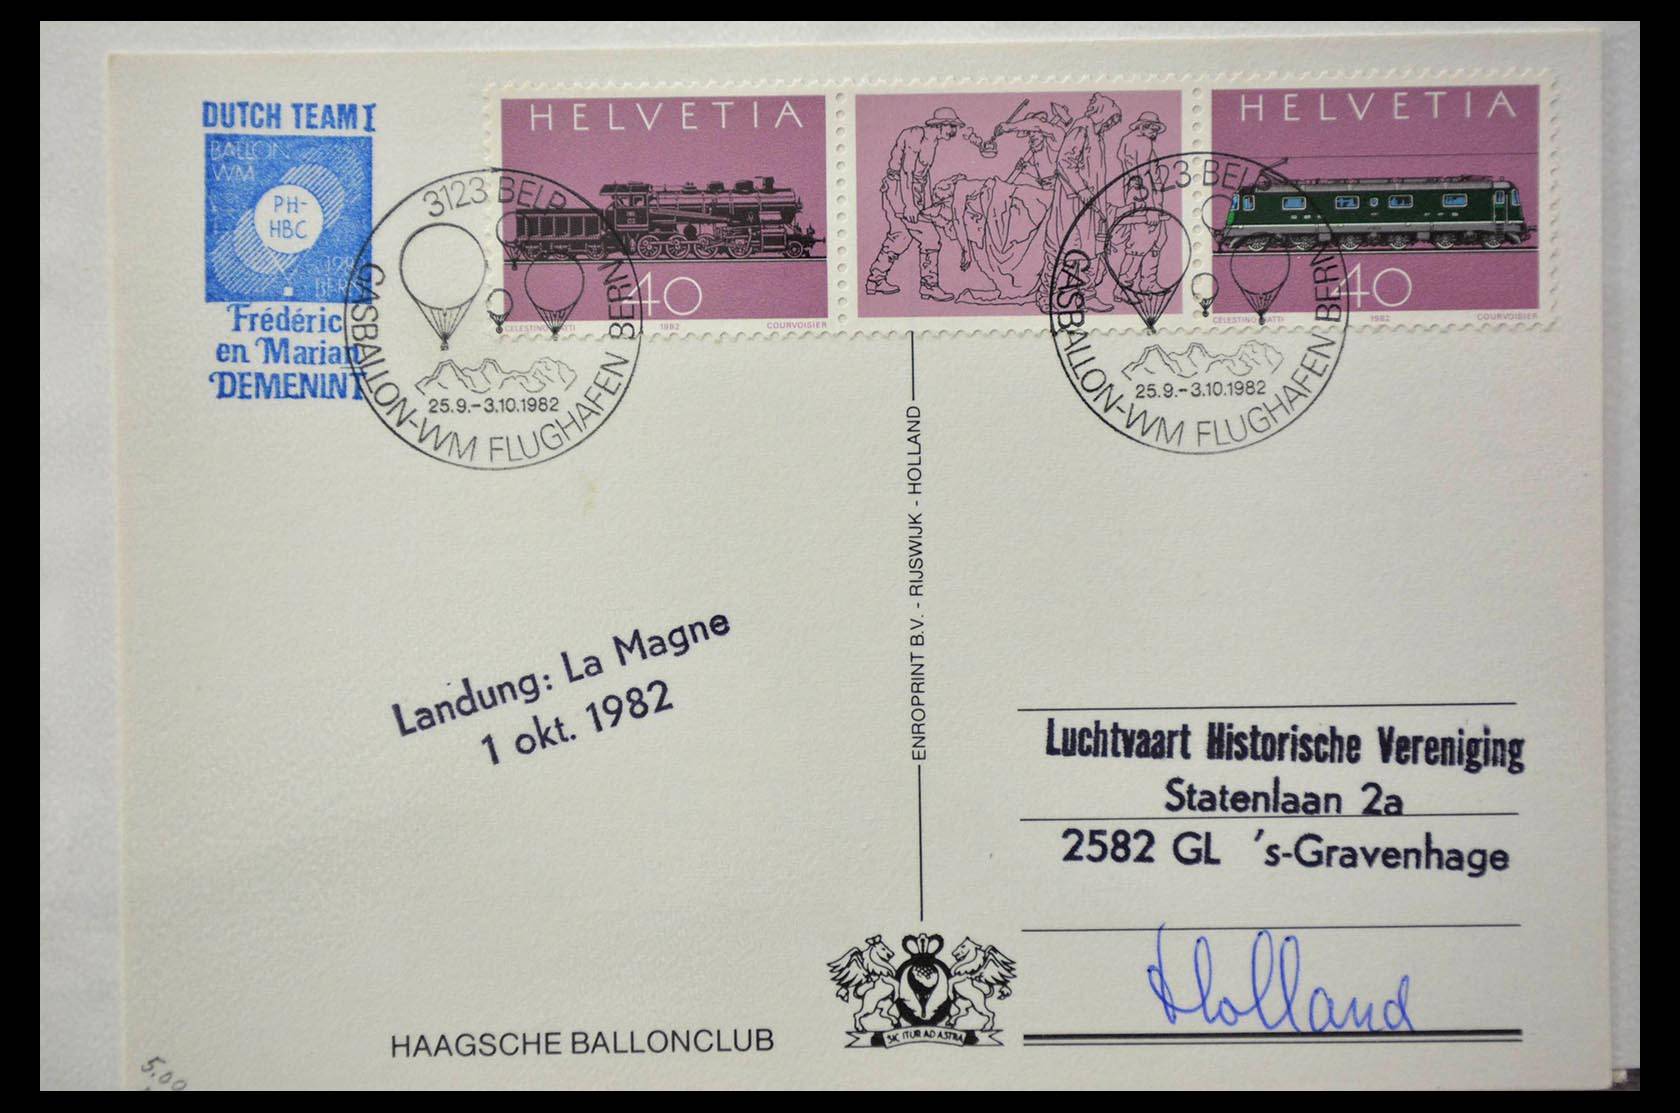 DUTCH TEAM I
BALLON
WM
PH-
HBC
BERN
Frédéric
en Marian
DEMENINT
HELVETIA
40
1982
COURVOISIER
HELVETIA
40
CELESTINO
1982
COURVOISIER
3123 BELP
GASBALLON-WM FLUGHAFEN BERN
25.9.-3.10.1982
3123 BELP
GASBALLON-WM FLUGHAFEN BERN
25.9.-3.10.1982
Landung: La Magne
1 okt. 1982
ENROPRINT B.V. - RIJSWIJK - HOLLAND
Luchtvaart Historische Vereniging
Statenlaan 2a
2582 GL 's-Gravenhage
Holland
SIC ITUR AD ASTRA
HAAGSCHE BALLONCLUB
5.00